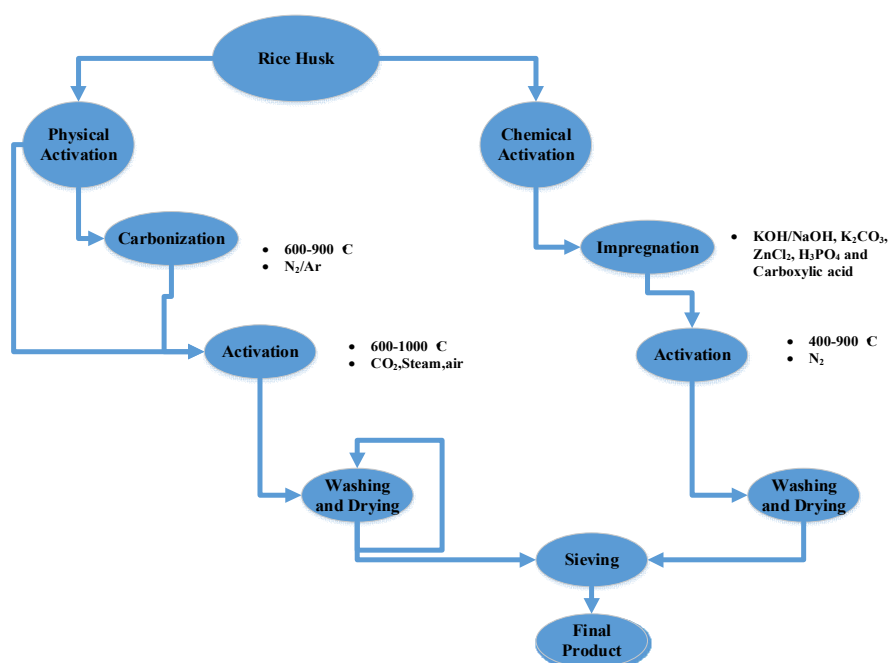 Rice Husk
Physical
Activation
Chemical
Activation
Carbonization
• 600-900 ℃
• N₂/Ar
Impregnation
• KOH/NaOH, K₂CO₃,
ZnCl₂, H₃PO₄ and
Carboxylic acid
Activation
• 600-1000 ℃
• CO₂,Steam,air
Activation
• 400-900 ℃
• N₂
Washing
and Drying
Washing
and Drying
Sieving
Final
Product